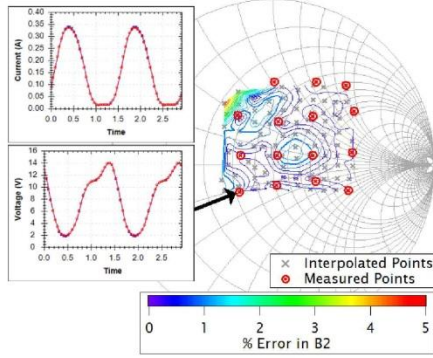 Current (A)
0.40
0.35
0.30
0.25
0.20
0.15
0.10
0.05
0.00
0.0 0.5 1.0 1.5 2.0 2.5
Time
Voltage (V)
16
14
12
10
8
6
4
2
0
0.0 0.5 1.0 1.5 2.0 2.5
Time
× Interpolated Points
Measured Points
0 1 2 3 4 5
% Error in B2